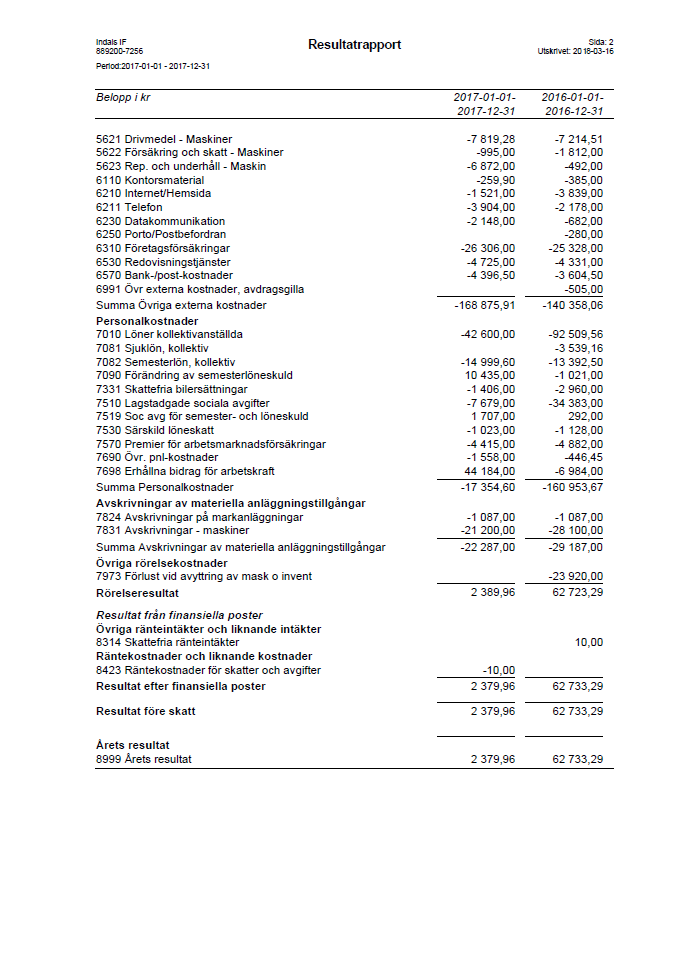 Indals IF Resultatrapport Sida: 2
889200-7256 Utskrivet: 2018-03-16
Period:2017-01-01 - 2017-12-31
Belopp i kr 2017-01-01- 2016-01-01-
2017-12-31 2016-12-31
5621 Drivmedel - Maskiner -7 819,28 -7 214,51
5622 Försäkring och skatt - Maskiner -995,00 -1 812,00
5623 Rep. och underhåll - Maskin -6 872,00 -492,00
6110 Kontorsmaterial -259,90 -385,00
6210 Internet/Hemsida -1 521,00 -3 839,00
6211 Telefon -3 904,00 -2 178,00
6230 Datakommunikation -2 148,00 -682,00
6250 Porto/Postbefordran -280,00
6310 Företagsförsäkringar -26 306,00 -25 328,00
6530 Redovisningstjänster -4 725,00 -4 331,00
6570 Bank-/post-kostnader -4 396,50 -3 604,50
6991 Övr externa kostnader, avdragsgilla -505,00
Summa Övriga externa kostnader -168 875,91 -140 358,06
Personalkostnader
7010 Löner kollektivanställda -42 600,00 -92 509,56
7081 Sjuklön, kollektiv -3 539,16
7082 Semesterlön, kollektiv -14 999,60 -13 392,50
7090 Förändring av semesterlöneskuld 10 435,00 -1 021,00
7331 Skattefria bilersättningar -1 406,00 -2 960,00
7510 Lagstadgade sociala avgifter -7 679,00 -34 383,00
7519 Soc avg för semester- och löneskuld 1 707,00 292,00
7530 Särskild löneskatt -1 023,00 -1 128,00
7570 Premier för arbetsmarknadsförsäkringar -4 415,00 -4 882,00
7690 Övr. pnl-kostnader -1 558,00 -446,45
7698 Erhållna bidrag för arbetskraft 44 184,00 -6 984,00
Summa Personalkostnader -17 354,60 -160 953,67
Avskrivningar av materiella anläggningstillgångar
7824 Avskrivningar på markanläggningar -1 087,00 -1 087,00
7831 Avskrivningar - maskiner -21 200,00 -28 100,00
Summa Avskrivningar av materiella anläggningstillgångar -22 287,00 -29 187,00
Övriga rörelsekostnader
7973 Förlust vid avyttring av mask o invent -23 920,00
Rörelseresultat 2 389,96 62 723,29
Resultat från finansiella poster
Övriga ränteintäkter och liknande intäkter
8314 Skattefria ränteintäkter 10,00
Räntekostnader och liknande kostnader
8423 Räntekostnader för skatter och avgifter -10,00
Resultat efter finansiella poster 2 379,96 62 733,29
Resultat före skatt 2 379,96 62 733,29
Årets resultat
8999 Årets resultat 2 379,96 62 733,29